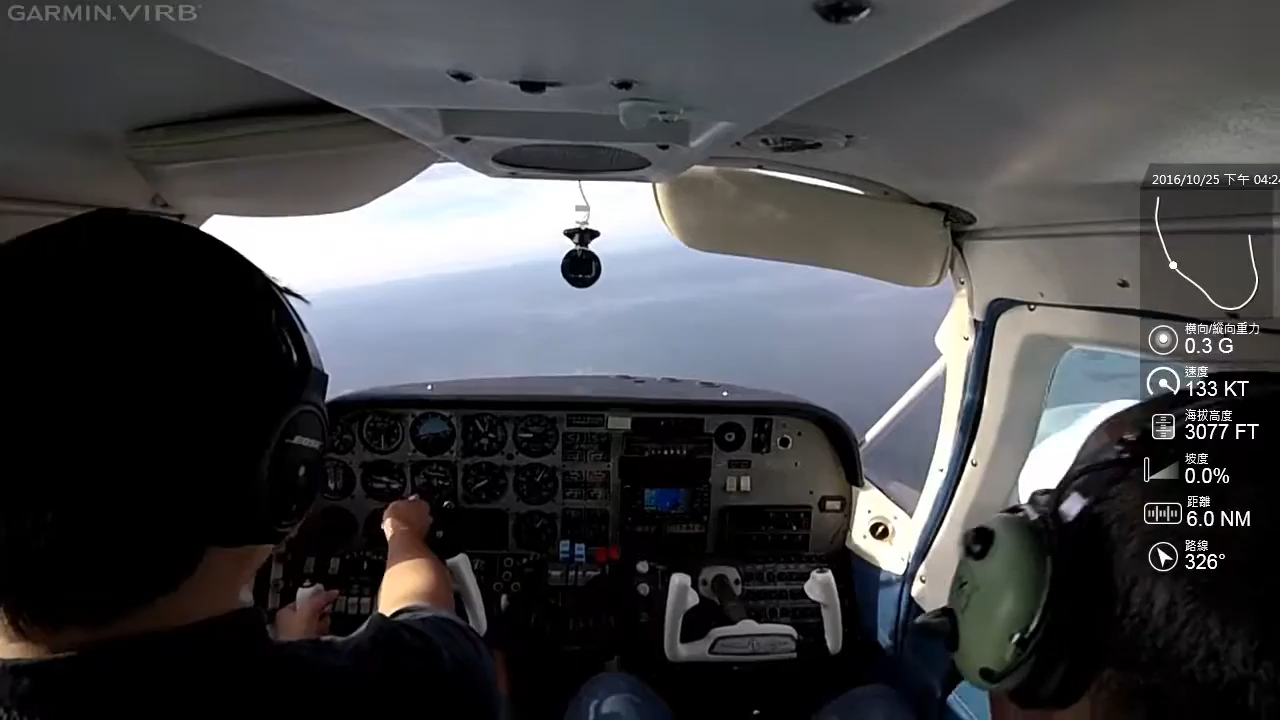 GARMIN.VIRB
2016/10/25 下午 04:24
橫向/縱向重力
0.3 G
速度
133 KT
海拔高度
3077 FT
坡度
0.0%
距離
6.0 NM
路線
326°
BOSE